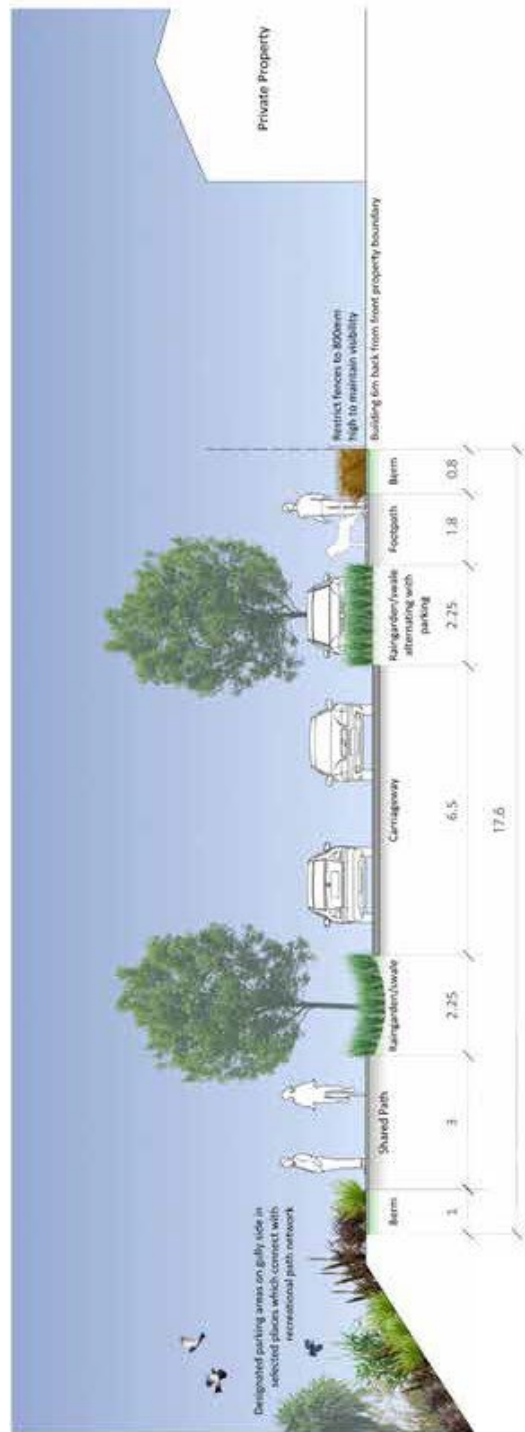 Designated parking areas on gully side in
selected places which connect with
recreational path network
Restrict fences to 800mm
high to maintain visibility
Private Property
Building 6m back from front property boundary
Berm
Shared Path
Raingarden/swale
Carriageway
Raingarden/swale
alternating with
parking
Footpath
Berm
1
3
2.25
6.5
2.25
1.8
0.8
17.6